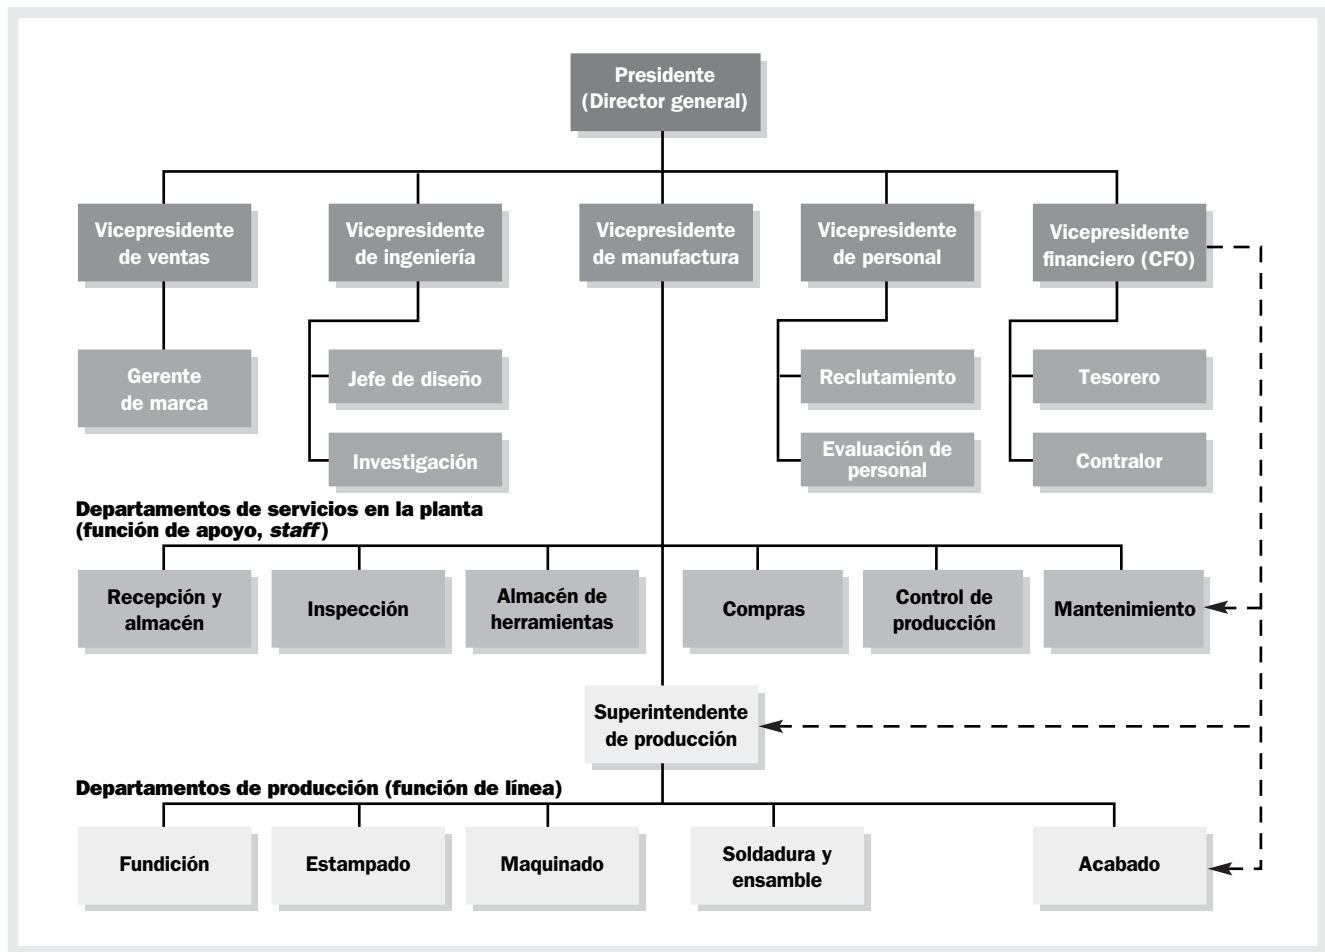 Presidente
(Director general)
Vicepresidente
de ventas
Vicepresidente
de ingeniería
Vicepresidente
de manufactura
Vicepresidente
de personal
Vicepresidente
financiero (CFO)
Gerente
de marca
Jefe de diseño
Reclutamiento
Tesorero
Investigación
Evaluación de
personal
Contralor
Departamentos de servicios en la planta
(función de apoyo, staff)
Recepción y
almacén
Inspección
Almacén de
herramientas
Compras
Control de
producción
Mantenimiento
Superintendente
de producción
Departamentos de producción (función de línea)
Fundición
Estampado
Maquinado
Soldadura y
ensamble
Acabado